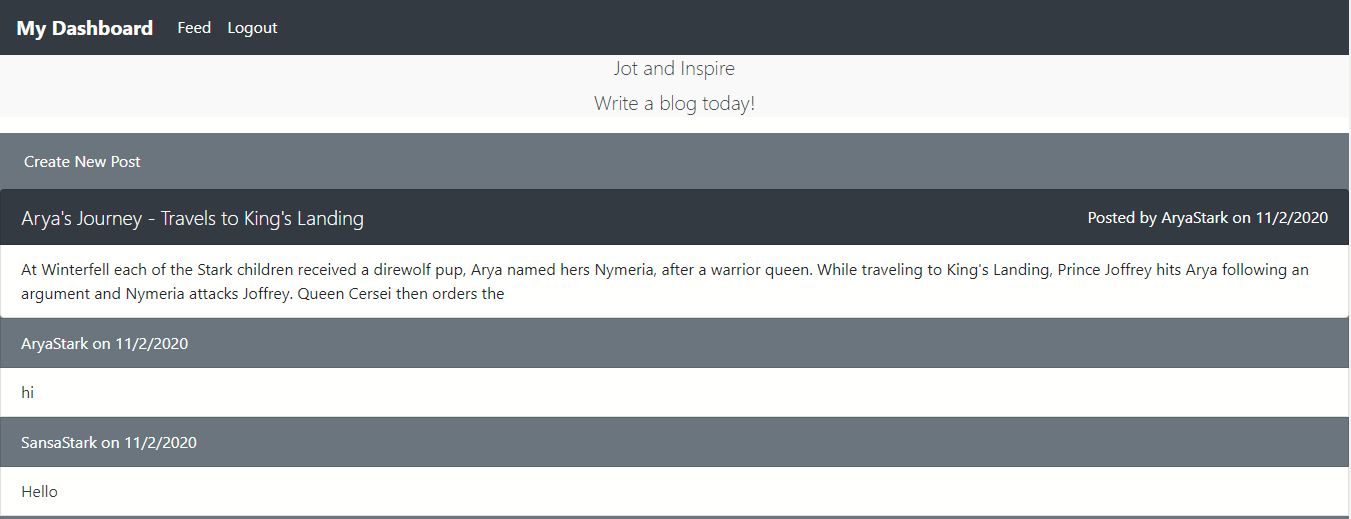 My Dashboard Feed Logout
Jot and Inspire
Write a blog today!
Create New Post
Arya's Journey - Travels to King's Landing Posted by AryaStark on 11/2/2020
At Winterfell each of the Stark children received a direwolf pup, Arya named hers Nymeria, after a warrior queen. While traveling to King's Landing, Prince Joffrey hits Arya following an
argument and Nymeria attacks Joffrey. Queen Cersei then orders the
AryaStark on 11/2/2020
hi
SansaStark on 11/2/2020
Hello